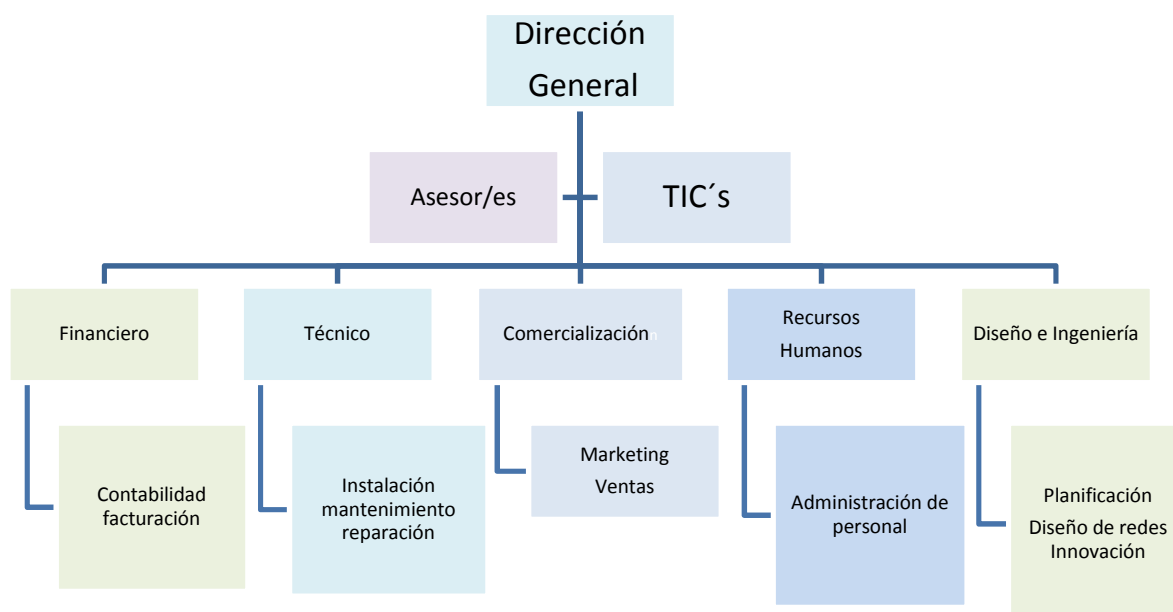 Dirección
General
Asesor/es
TIC´s
Financiero
Técnico
Comercialización
Recursos
Humanos
Diseño e Ingeniería
Contabilidad
facturación
Instalación
mantenimiento
reparación
Marketing
Ventas
Administración de
personal
Planificación
Diseño de redes
Innovación